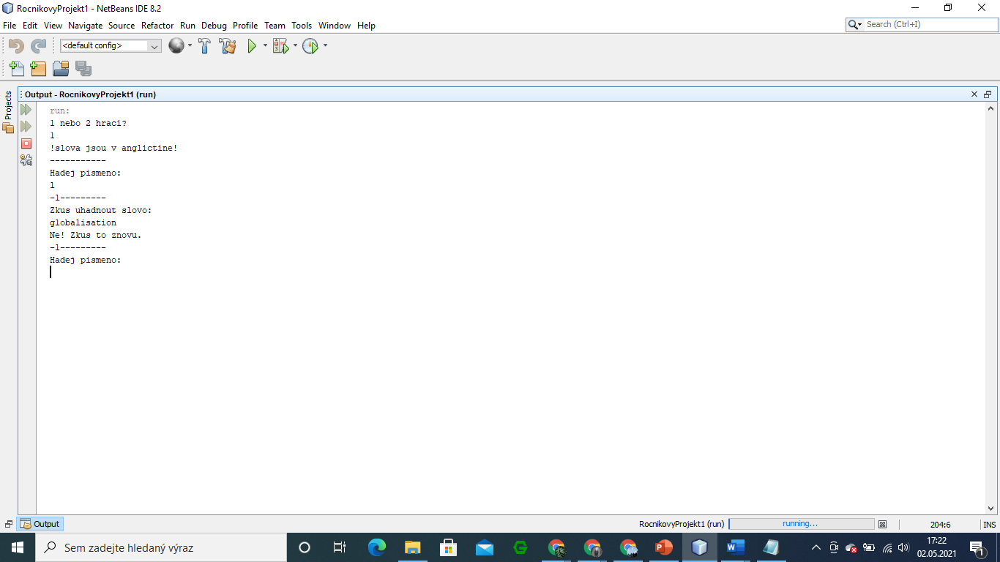 RocnikovyProjekt1 - NetBeans IDE 8.2
File Edit View Navigate Source Refactor Run Debug Profile Team Tools Window Help
Search (Ctrl+I)
<default config>
Projects
Output - RocnikovyProjekt1 (run)
run:
1 nebo 2 hraci?
1
!slova jsou v anglictine!
-----------
Hadej pismeno:
l
-l---------
Zkus uhadnout slovo:
globalisation
Ne! Zkus to znovu.
-l---------
Hadej pismeno:
Output
RocnikovyProjekt1 (run)
running...
204:6
INS
Sem zadejte hledaný výraz
17:22
02.05.2021
1